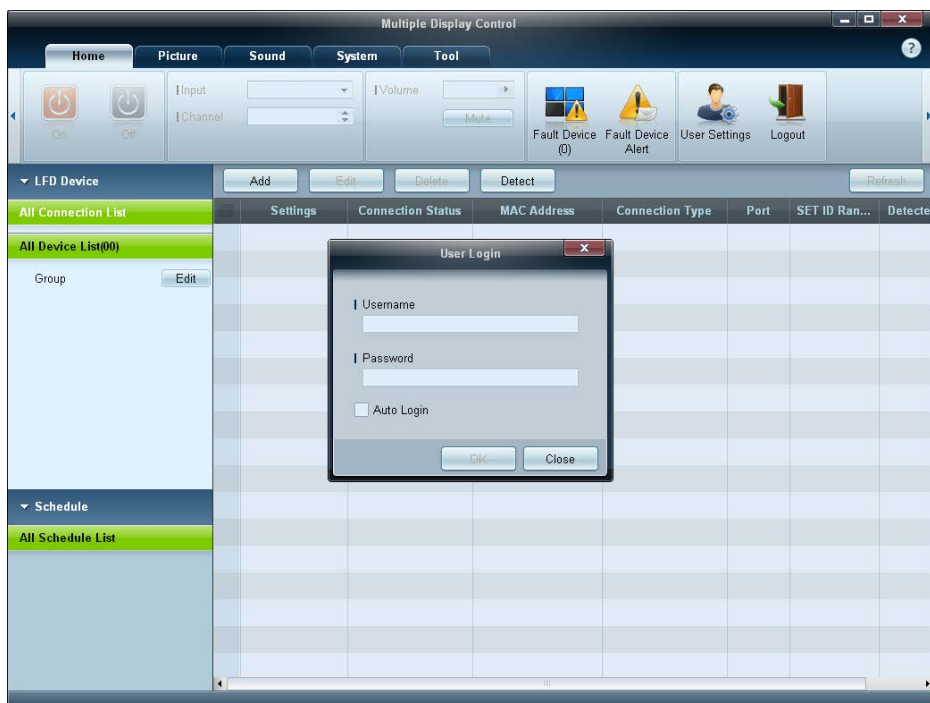 Multiple Display Control
Home Picture Sound System Tool
Input
Volume
Channel
Mute
On Off
Fault Device (0)
Fault Device Alert
User Settings
Logout
LFD Device
Add Edit Delete Detect Refresh
All Connection List
Settings Connection Status MAC Address Connection Type Port SET ID Ran... Detecte
All Device List(00)
Group Edit
User Login
Username
Password
Auto Login
OK Close
Schedule
All Schedule List